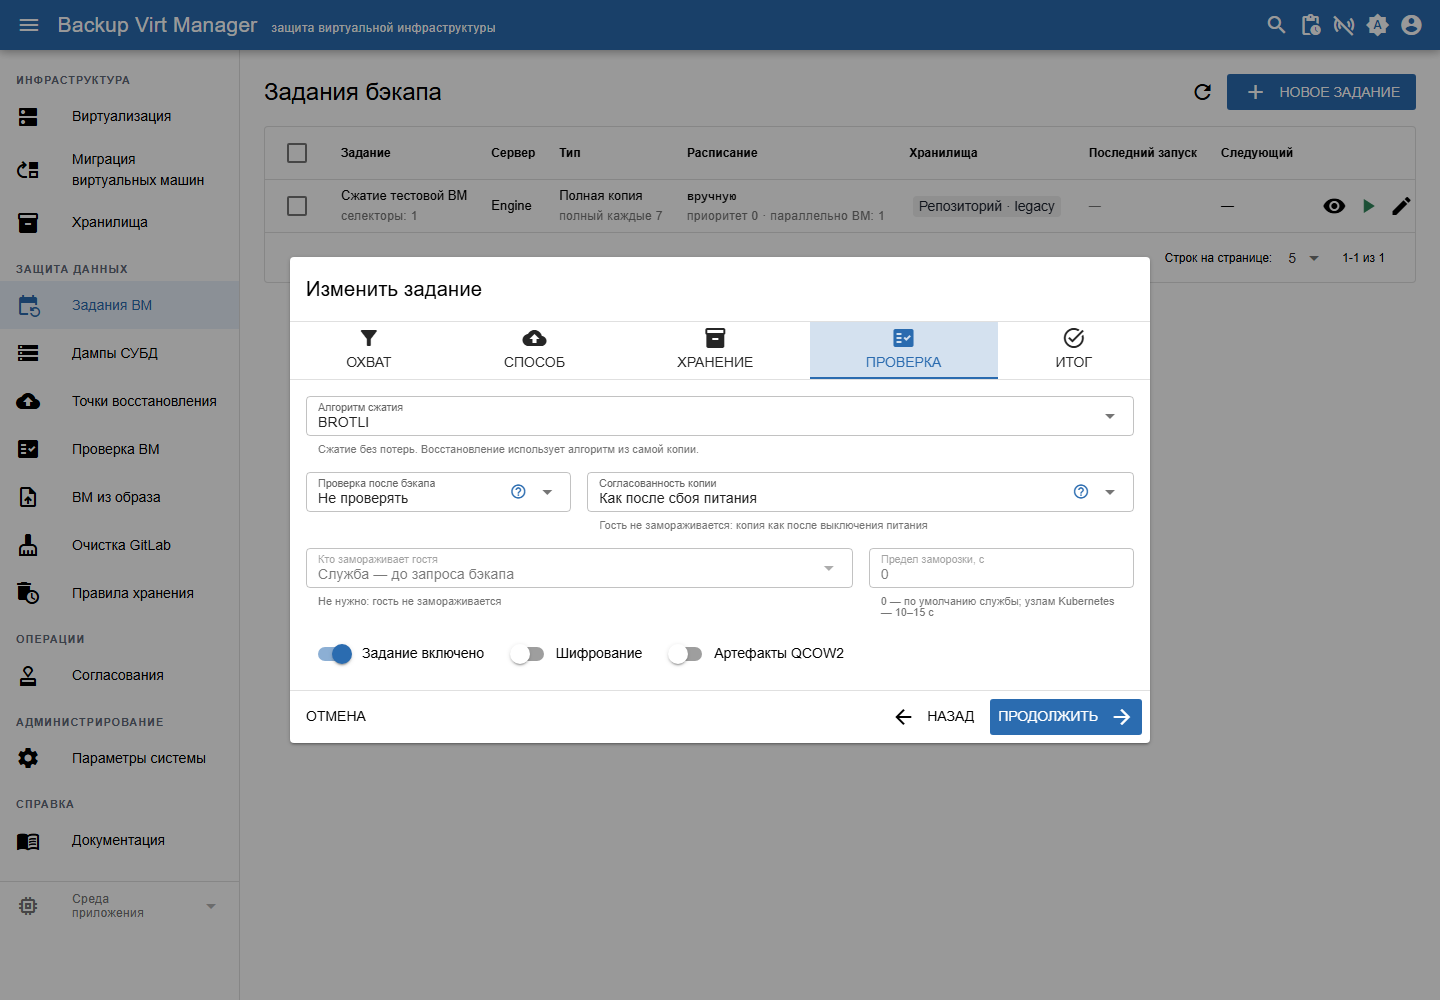 Backup Virt Manager защита виртуальной инфраструктуры
ИНФРАСТРУКТУРА
Виртуализация
Миграция
виртуальных машин
Хранилища
ЗАЩИТА ДАННЫХ
Задания ВМ
Дампы СУБД
Точки восстановления
Проверка ВМ
ВМ из образа
Очистка GitLab
Правила хранения
ОПЕРАЦИИ
Согласования
АДМИНИСТРИРОВАНИЕ
Параметры системы
СПРАВКА
Документация
Среда
приложения
Задания бэкапа
НОВОЕ ЗАДАНИЕ
Задание Сервер Тип Расписание Хранилища Последний запуск Следующий
Сжатие тестовой ВМ Engine Полная копия вручную Репозиторий · legacy — —
селекторы: 1 полный каждые 7 приоритет 0 · параллельно ВМ: 1
Строк на странице: 5 1-1 из 1
Изменить задание
ОХВАТ СПОСОБ ХРАНЕНИЕ ПРОВЕРКА ИТОГ
Алгоритм сжатия
BROTLI
Сжатие без потерь. Восстановление использует алгоритм из самой копии.
Проверка после бэкапа
Не проверять
Согласованность копии
Как после сбоя питания
Гость не замораживается: копия как после выключения питания
Кто замораживает гостя
Служба — до запроса бэкапа
Не нужно: гость не замораживается
Предел заморозки, с
0
0 — по умолчанию службы; узлам Kubernetes
— 10–15 с
Задание включено Шифрование Артефакты QCOW2
ОТМЕНА НАЗАД ПРОДОЛЖИТЬ